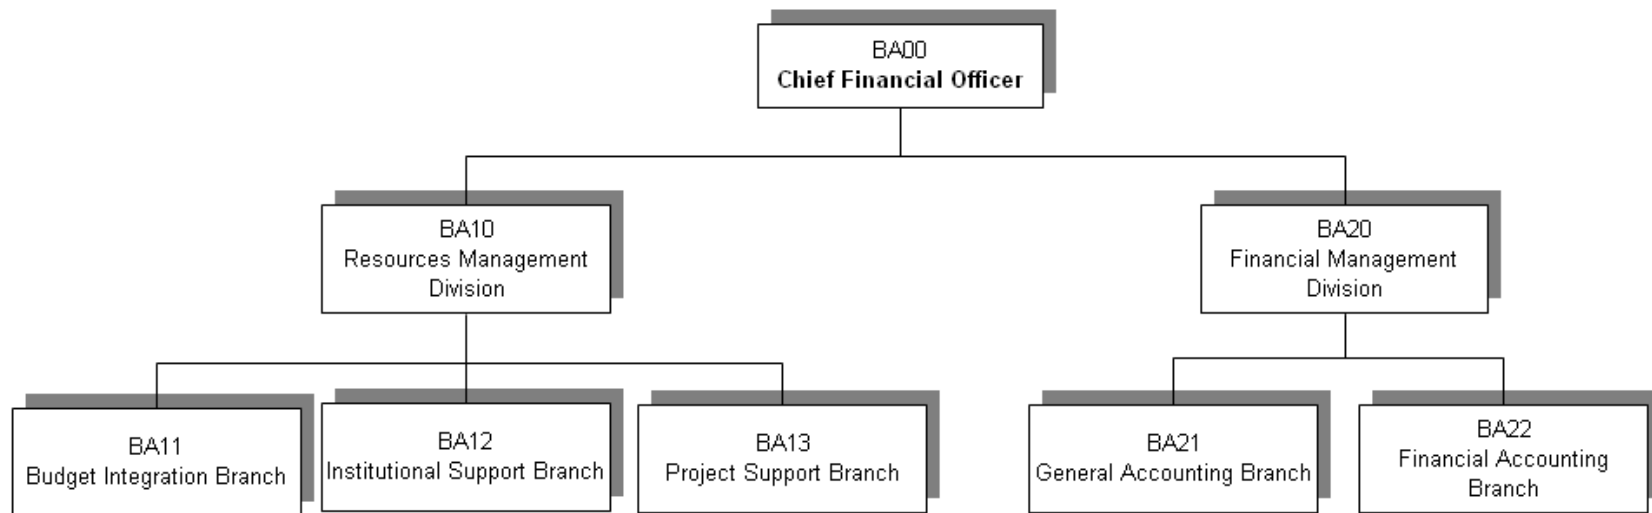 BA00
Chief Financial Officer
BA10
Resources Management
Division
BA20
Financial Management
Division
BA11
Budget Integration Branch
BA12
Institutional Support Branch
BA13
Project Support Branch
BA21
General Accounting Branch
BA22
Financial Accounting
Branch